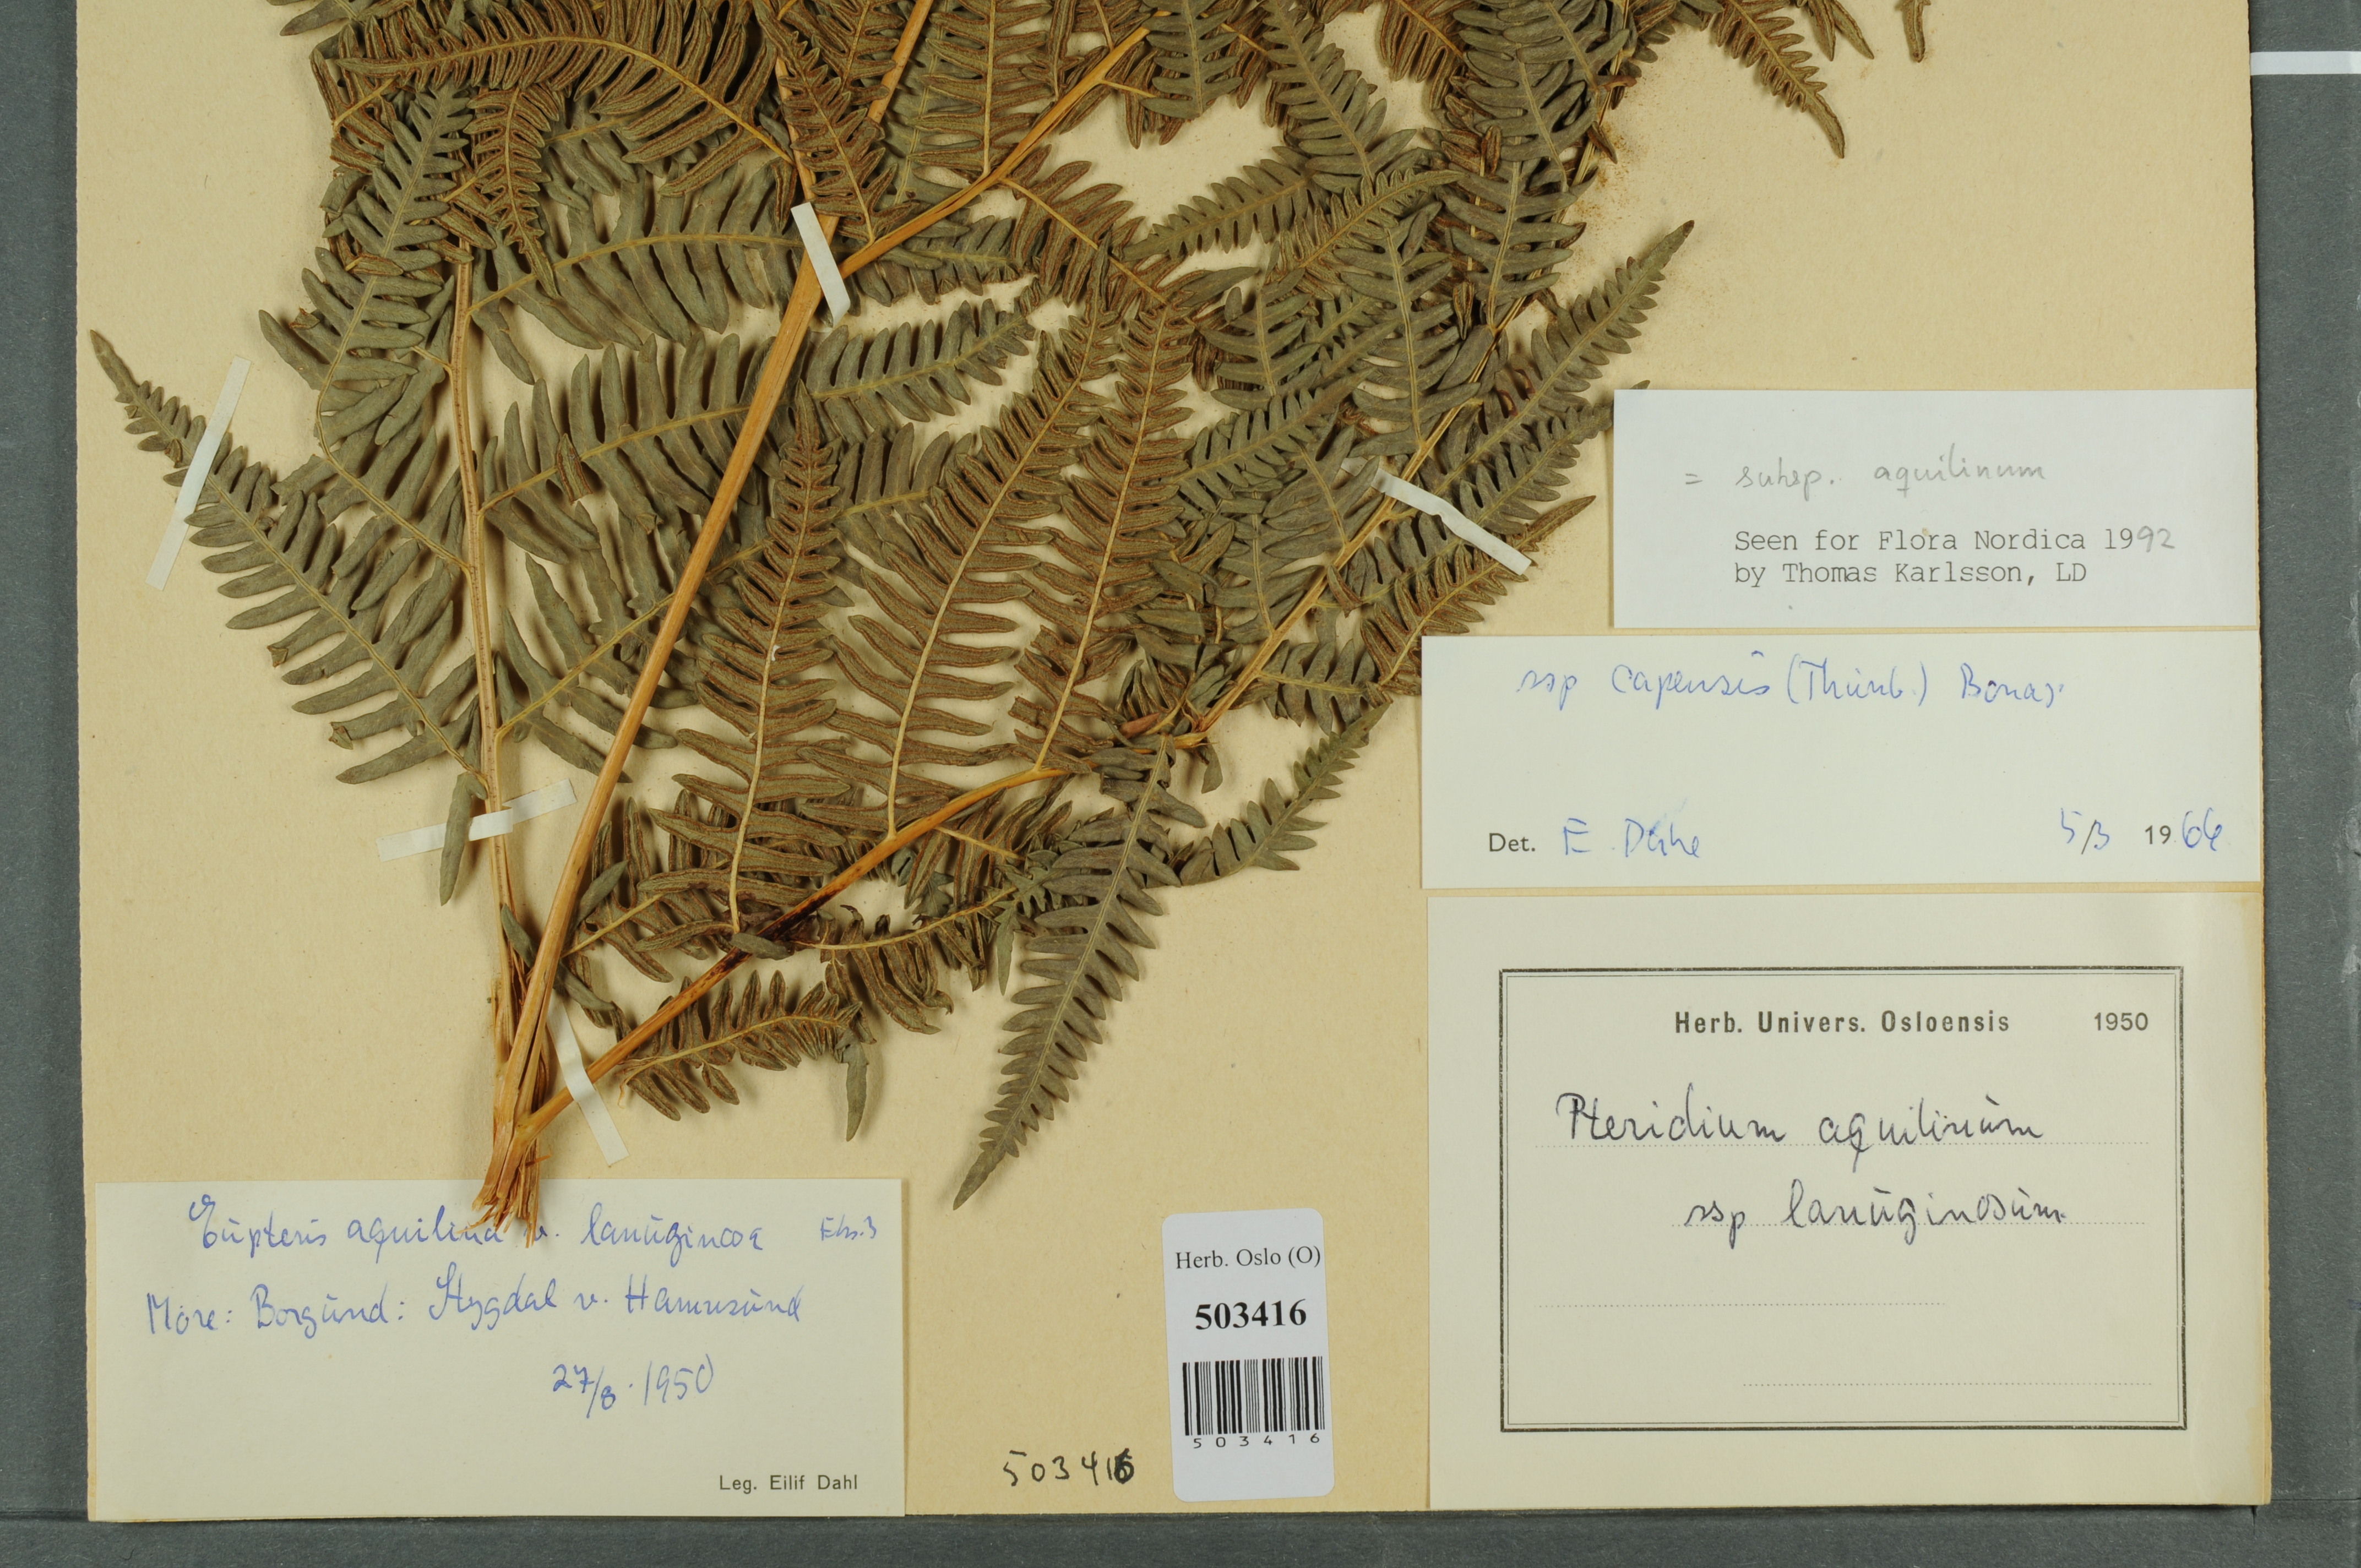 = subsp. aquilinum
Seen for Flora Nordica 1992
by Thomas Karlsson, LD
ssp capensis (Thunb.) Bonap
Det. E. Dahl 5/3 1964
Herb. Univers. Osloensis 1950
Pteridium aquilinum
ssp lanuginosum
Eupteris aquilina v. lanuginosa
Møre: Borgund: v. Hamnsund
27/8 · 1950
Leg. Eilif Dahl
503416
Herb. Oslo (O)
503416
503416